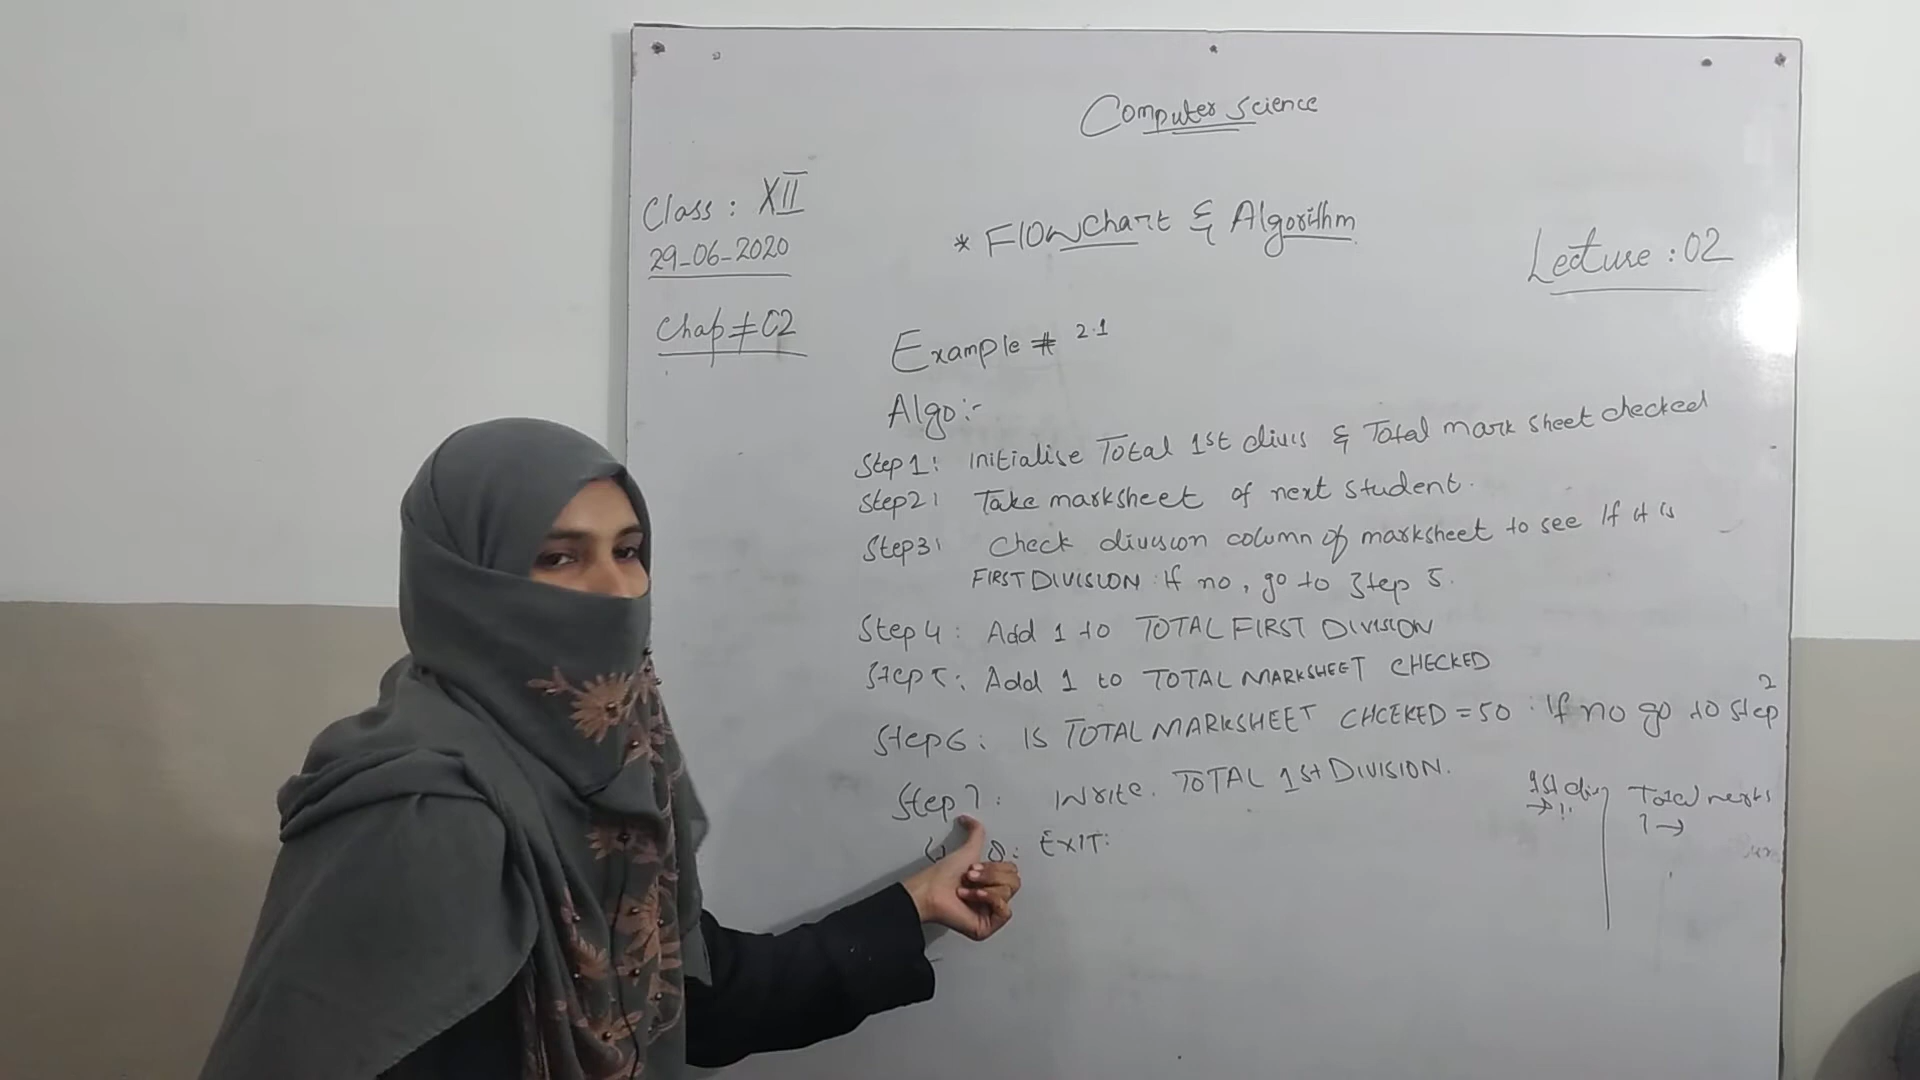 Computer Science
Class: XII
29-06-2020
* Flowchart & Algorithm
Lecture: 02
Chap # 02
Example # 2.1
Algo:-
Step 1: initialise Total 1st divis & Total mark sheet checked
Step 2: Take marksheet of next student.
Step 3: Check division column of marksheet to see If it is
FIRST DIVISION: If no, go to Step 5.
Step 4: Add 1 to TOTAL FIRST DIVISION
Step 5: Add 1 to TOTAL MARKSHEET CHECKED
Step 6: IS TOTAL MARKSHEET CHCEKED = 50 : If no go to step 2
Step 7: Write. TOTAL 1st DIVISION.
8: EXIT:
1st div
Total
1 →